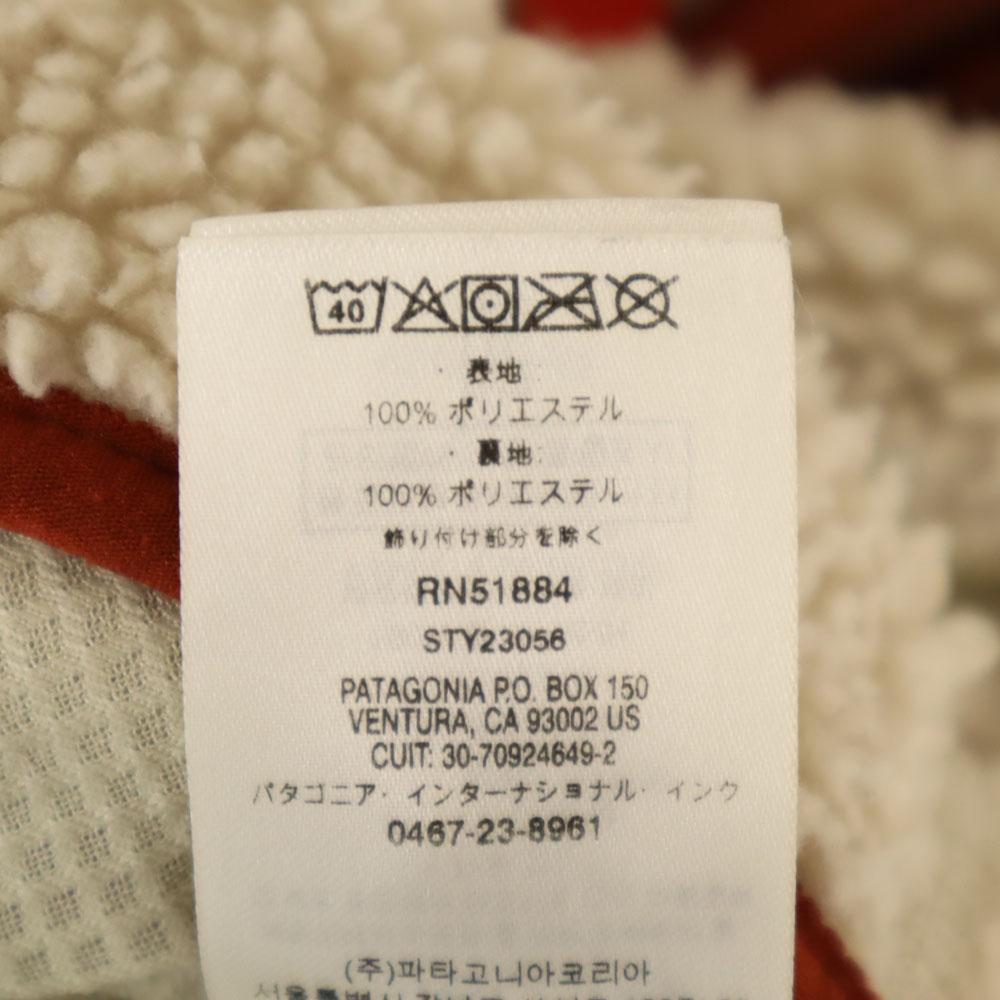 40
・表地:
100% ポリエステル
・裏地:
100% ポリエステル
飾り付け部分を除く
RN51884
STY23056
PATAGONIA P.O. BOX 150
VENTURA, CA 93002 US
CUIT: 30-70924649-2
パタゴニア・インターナショナル・インク
0467-23-8961
(주)파타고니아코리아